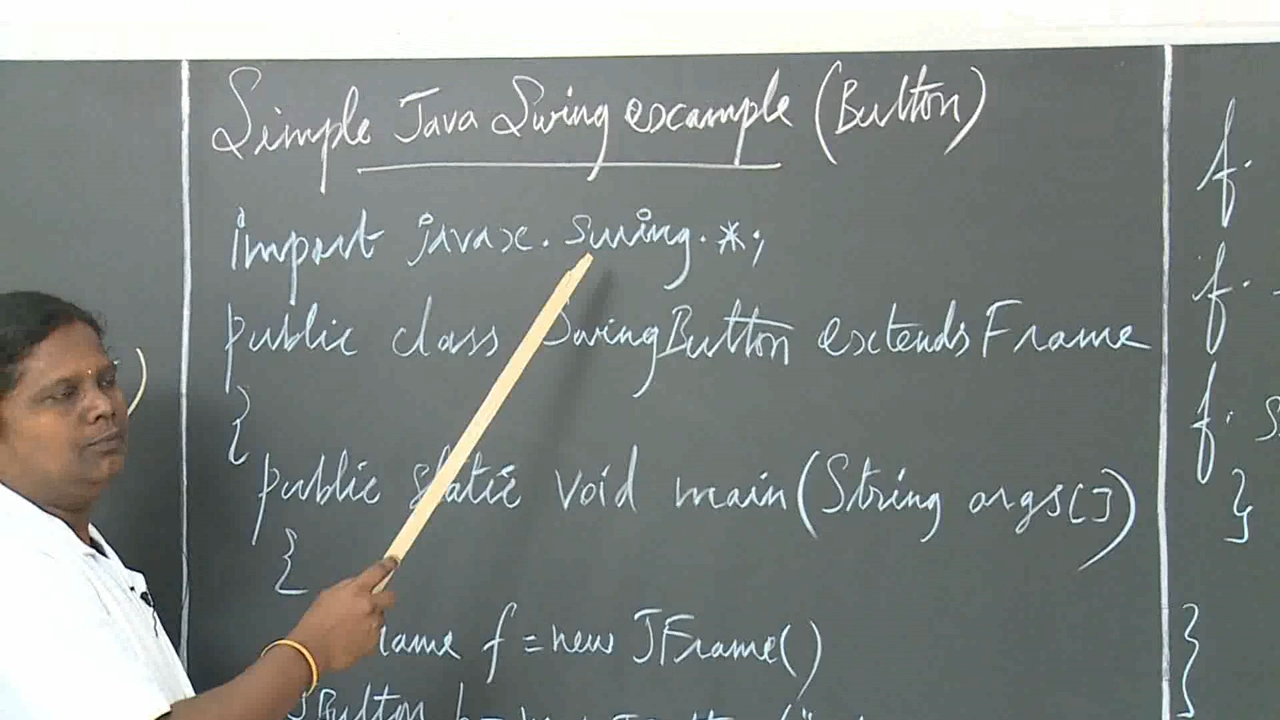 Simple Java Swing example (Button)
import javax.swing.*;
public class SwingButton extends Frame
{
public static void main(String args[])
{
f = new JFrame()
JButton
f.
f.
f. S
}
}